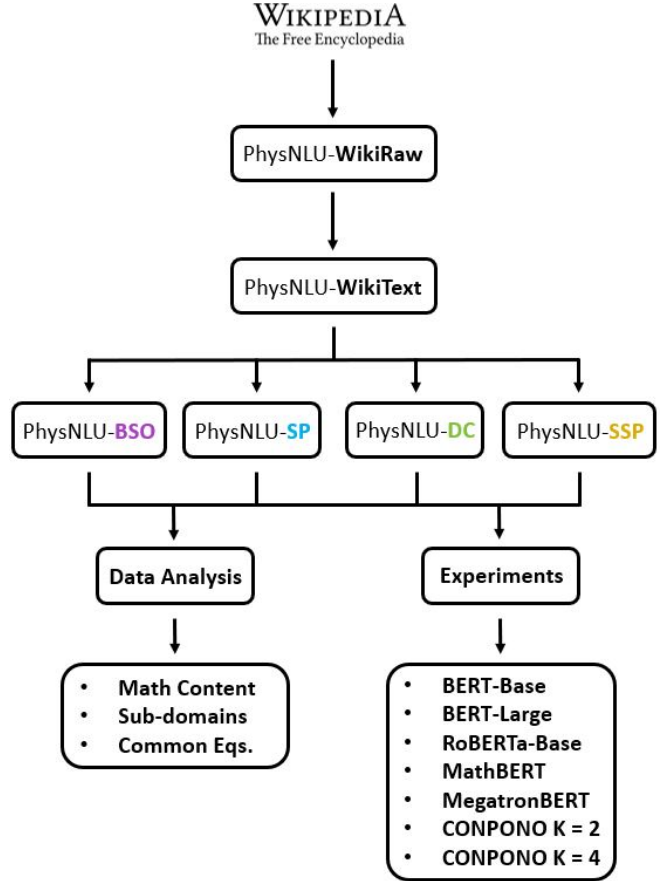 WIKIPEDIA
The Free Encyclopedia
PhysNLU-WikiRaw
PhysNLU-WikiText
PhysNLU-BSO
PhysNLU-SP
PhysNLU-DC
PhysNLU-SSP
Data Analysis
Experiments
• Math Content
• Sub-domains
• Common Eqs.
• BERT-Base
• BERT-Large
• RoBERTa-Base
• MathBERT
• MegatronBERT
• CONPONO K = 2
• CONPONO K = 4